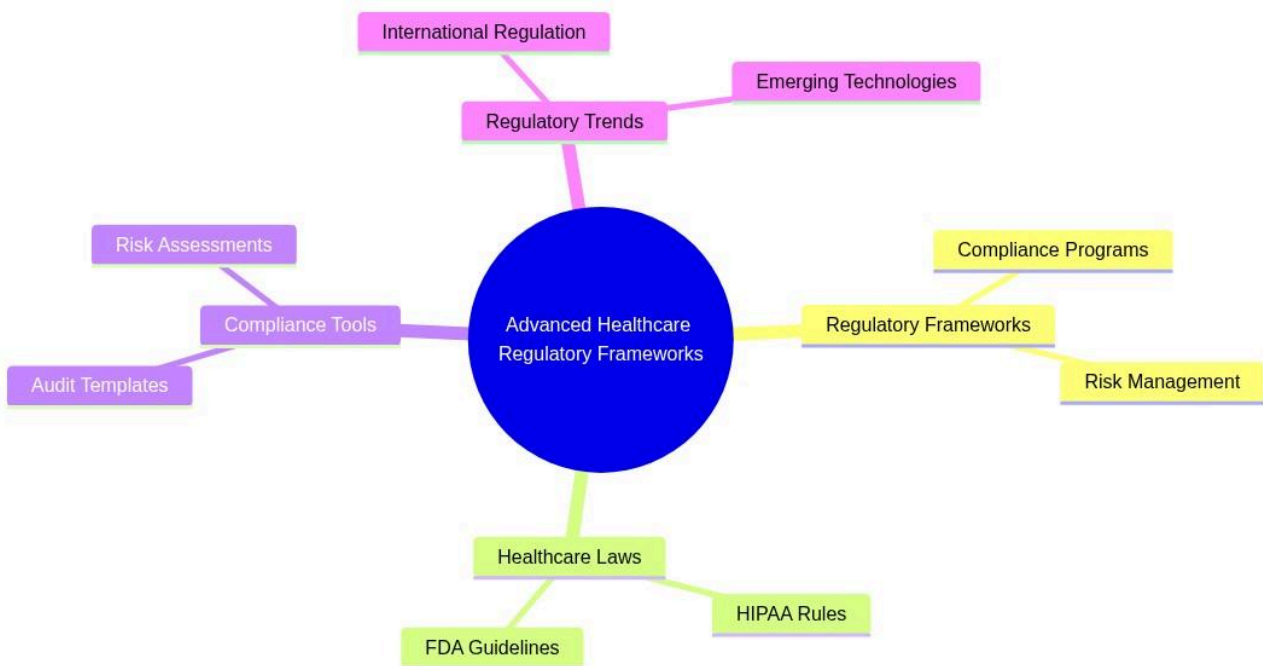 International Regulation
Emerging Technologies
Regulatory Trends
Risk Assessments
Compliance Programs
Compliance Tools
Advanced Healthcare
Regulatory Frameworks
Regulatory Frameworks
Audit Templates
Risk Management
Healthcare Laws
HIPAA Rules
FDA Guidelines